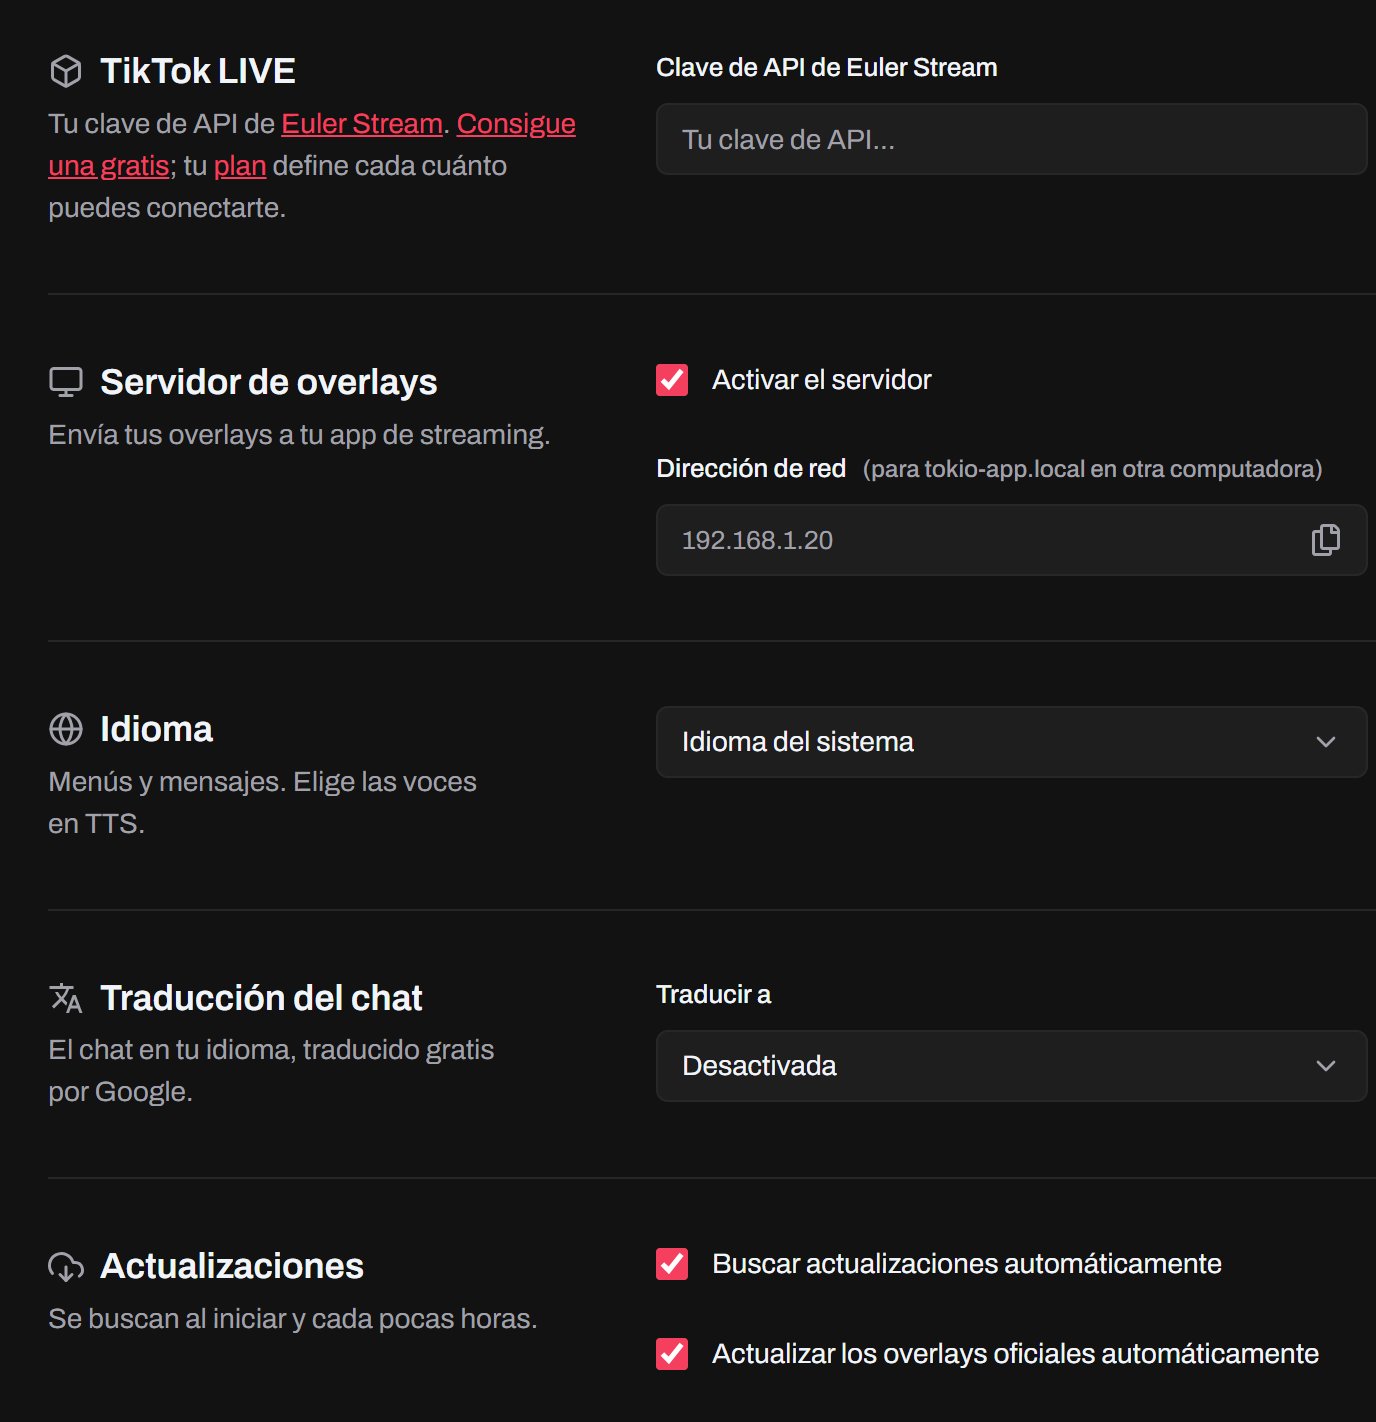 TikTok LIVE
Tu clave de API de Euler Stream. Consigue
una gratis; tu plan define cada cuánto
puedes conectarte.
Clave de API de Euler Stream
Tu clave de API...
Servidor de overlays
Envía tus overlays a tu app de streaming.
Activar el servidor
Dirección de red (para tokio-app.local en otra computadora)
192.168.1.20
Idioma
Menús y mensajes. Elige las voces
en TTS.
Idioma del sistema
Traducción del chat
El chat en tu idioma, traducido gratis
por Google.
Traducir a
Desactivada
Actualizaciones
Se buscan al iniciar y cada pocas horas.
Buscar actualizaciones automáticamente
Actualizar los overlays oficiales automáticamente